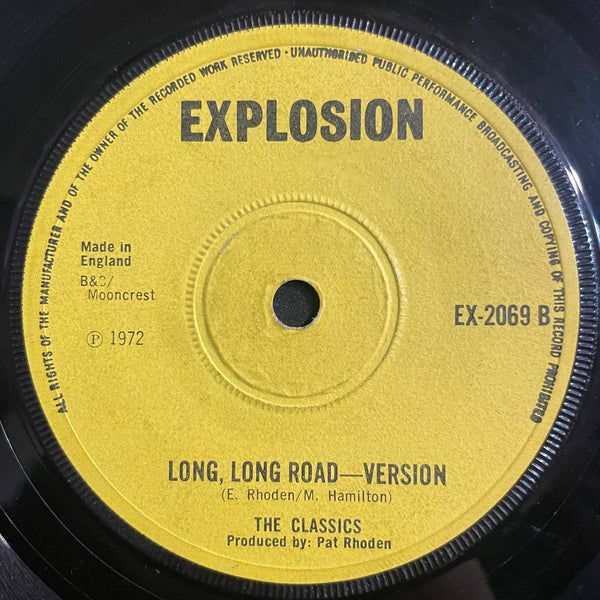 ALL RIGHTS OF THE MANUFACTURER AND OF THE OWNER OF THE RECORDED WORK RESERVED · UNAUTHORISED PUBLIC PERFORMANCE BROADCASTING AND COPYING OF THIS RECORD PROHIBITED
EXPLOSION
Made in
England
B&C/
Mooncrest
EX-2069 B
Ⓟ 1972
LONG, LONG ROAD—VERSION
(E. Rhoden/M. Hamilton)
THE CLASSICS
Produced by: Pat Rhoden